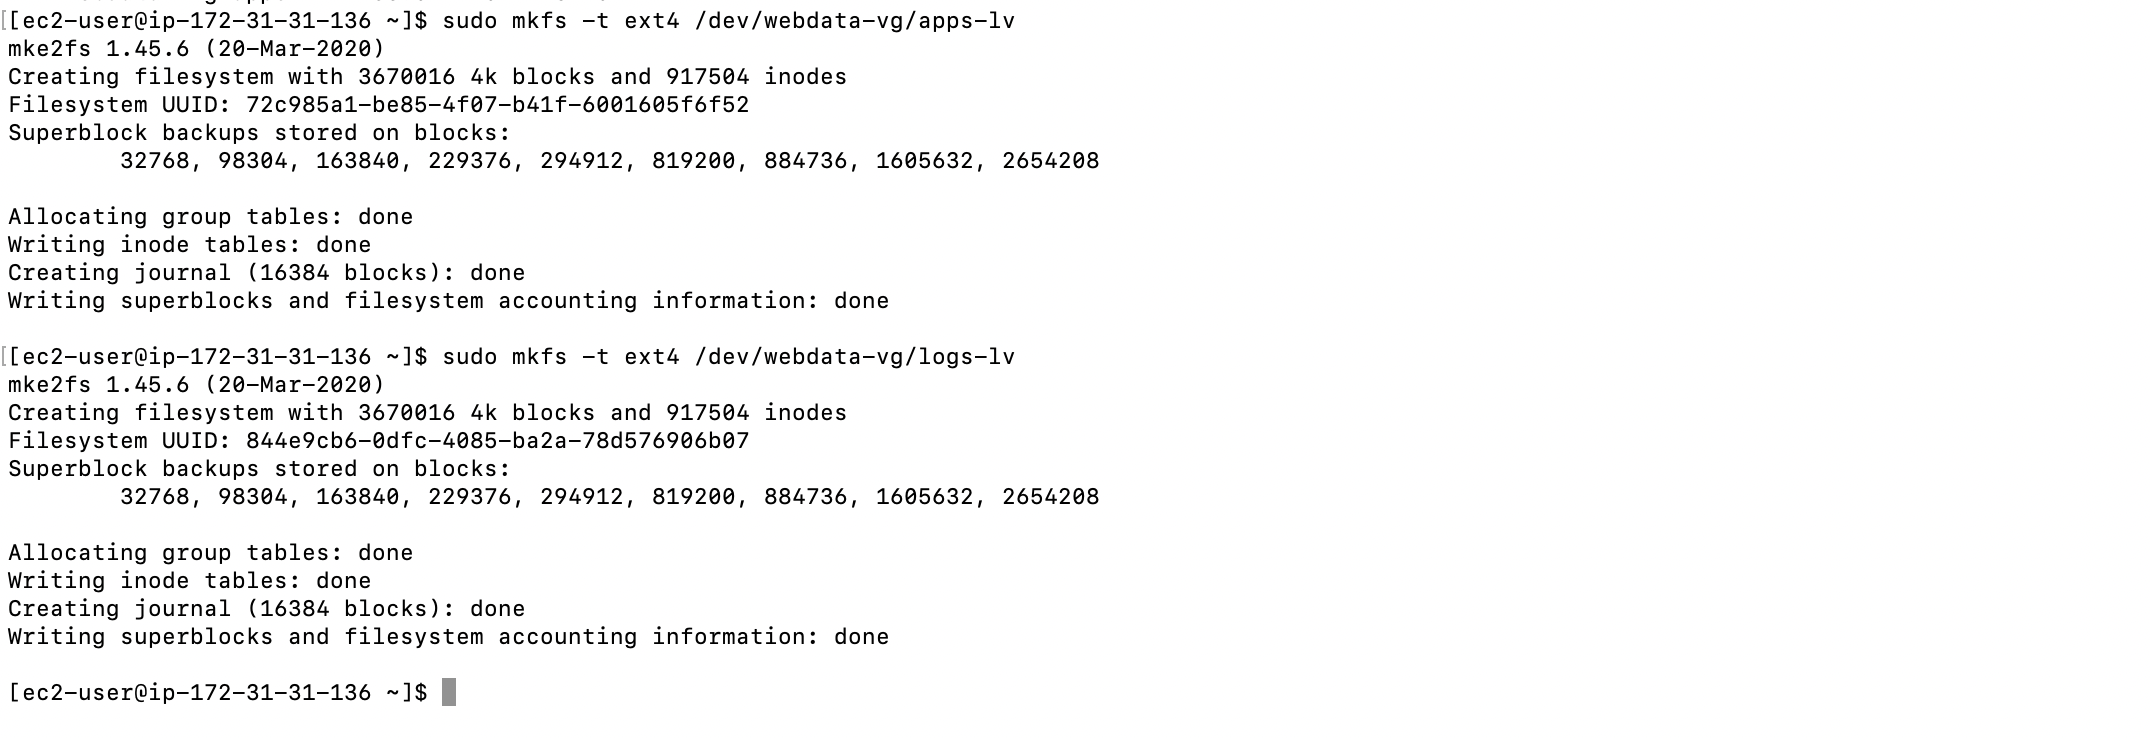 [[ec2-user@ip-172-31-31-136 ~]$ sudo mkfs -t ext4 /dev/webdata-vg/apps-lv
mke2fs 1.45.6 (20-Mar-2020)
Creating filesystem with 3670016 4k blocks and 917504 inodes
Filesystem UUID: 72c985a1-be85-4f07-b41f-6001605f6f52
Superblock backups stored on blocks:
32768, 98304, 163840, 229376, 294912, 819200, 884736, 1605632, 2654208
Allocating group tables: done
Writing inode tables: done
Creating journal (16384 blocks): done
Writing superblocks and filesystem accounting information: done
[[ec2-user@ip-172-31-31-136 ~]$ sudo mkfs -t ext4 /dev/webdata-vg/logs-lv
mke2fs 1.45.6 (20-Mar-2020)
Creating filesystem with 3670016 4k blocks and 917504 inodes
Filesystem UUID: 844e9cb6-0dfc-4085-ba2a-78d576906b07
Superblock backups stored on blocks:
32768, 98304, 163840, 229376, 294912, 819200, 884736, 1605632, 2654208
Allocating group tables: done
Writing inode tables: done
Creating journal (16384 blocks): done
Writing superblocks and filesystem accounting information: done
[ec2-user@ip-172-31-31-136 ~]$